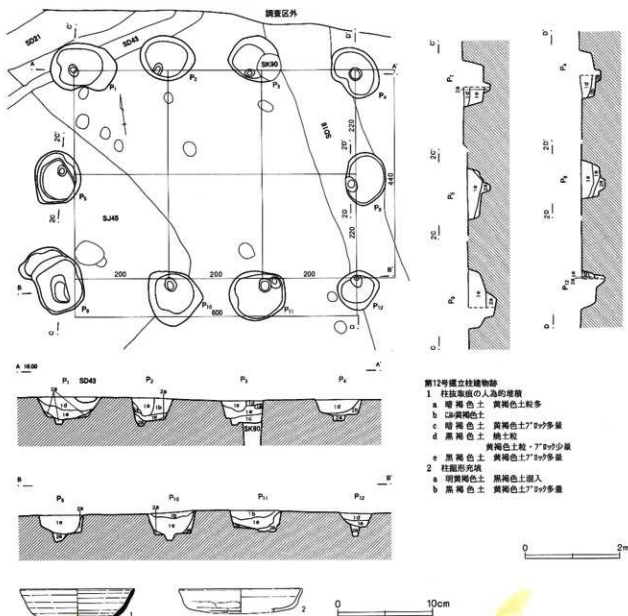 調査区外
SD21
SD43
SK90
A
A'
P₁
P₂
P₃
P₄
C'
D'
SD18
220
440
220
2C'
2D'
P₅
P₈
2C
2D
SJ45
B
B'
200
200
200
P₉
P₁₀
P₁₁
P₁₂
600
C
D
A 16.00
A'
P₁
SD43
P₂
P₃
P₄
SK90
B
B'
P₉
P₁₀
P₁₁
P₁₂
第12号掘立柱建物跡
1 柱抜取痕の人為的堆積
a 暗褐色土 黄褐色土粒多
b にぶい黄褐色土
c 暗褐色土 黄褐色土ブロック多量
d 黒褐色土 焼土粒
黄褐色土粒・ブロック少量
e 黒褐色土 黄褐色土ブロック多量
2 柱掘形充填
a 明黄褐色土 黒褐色土混入
b 黒褐色土 黄褐色土ブロック多量
0
2m
1
2
0
10cm